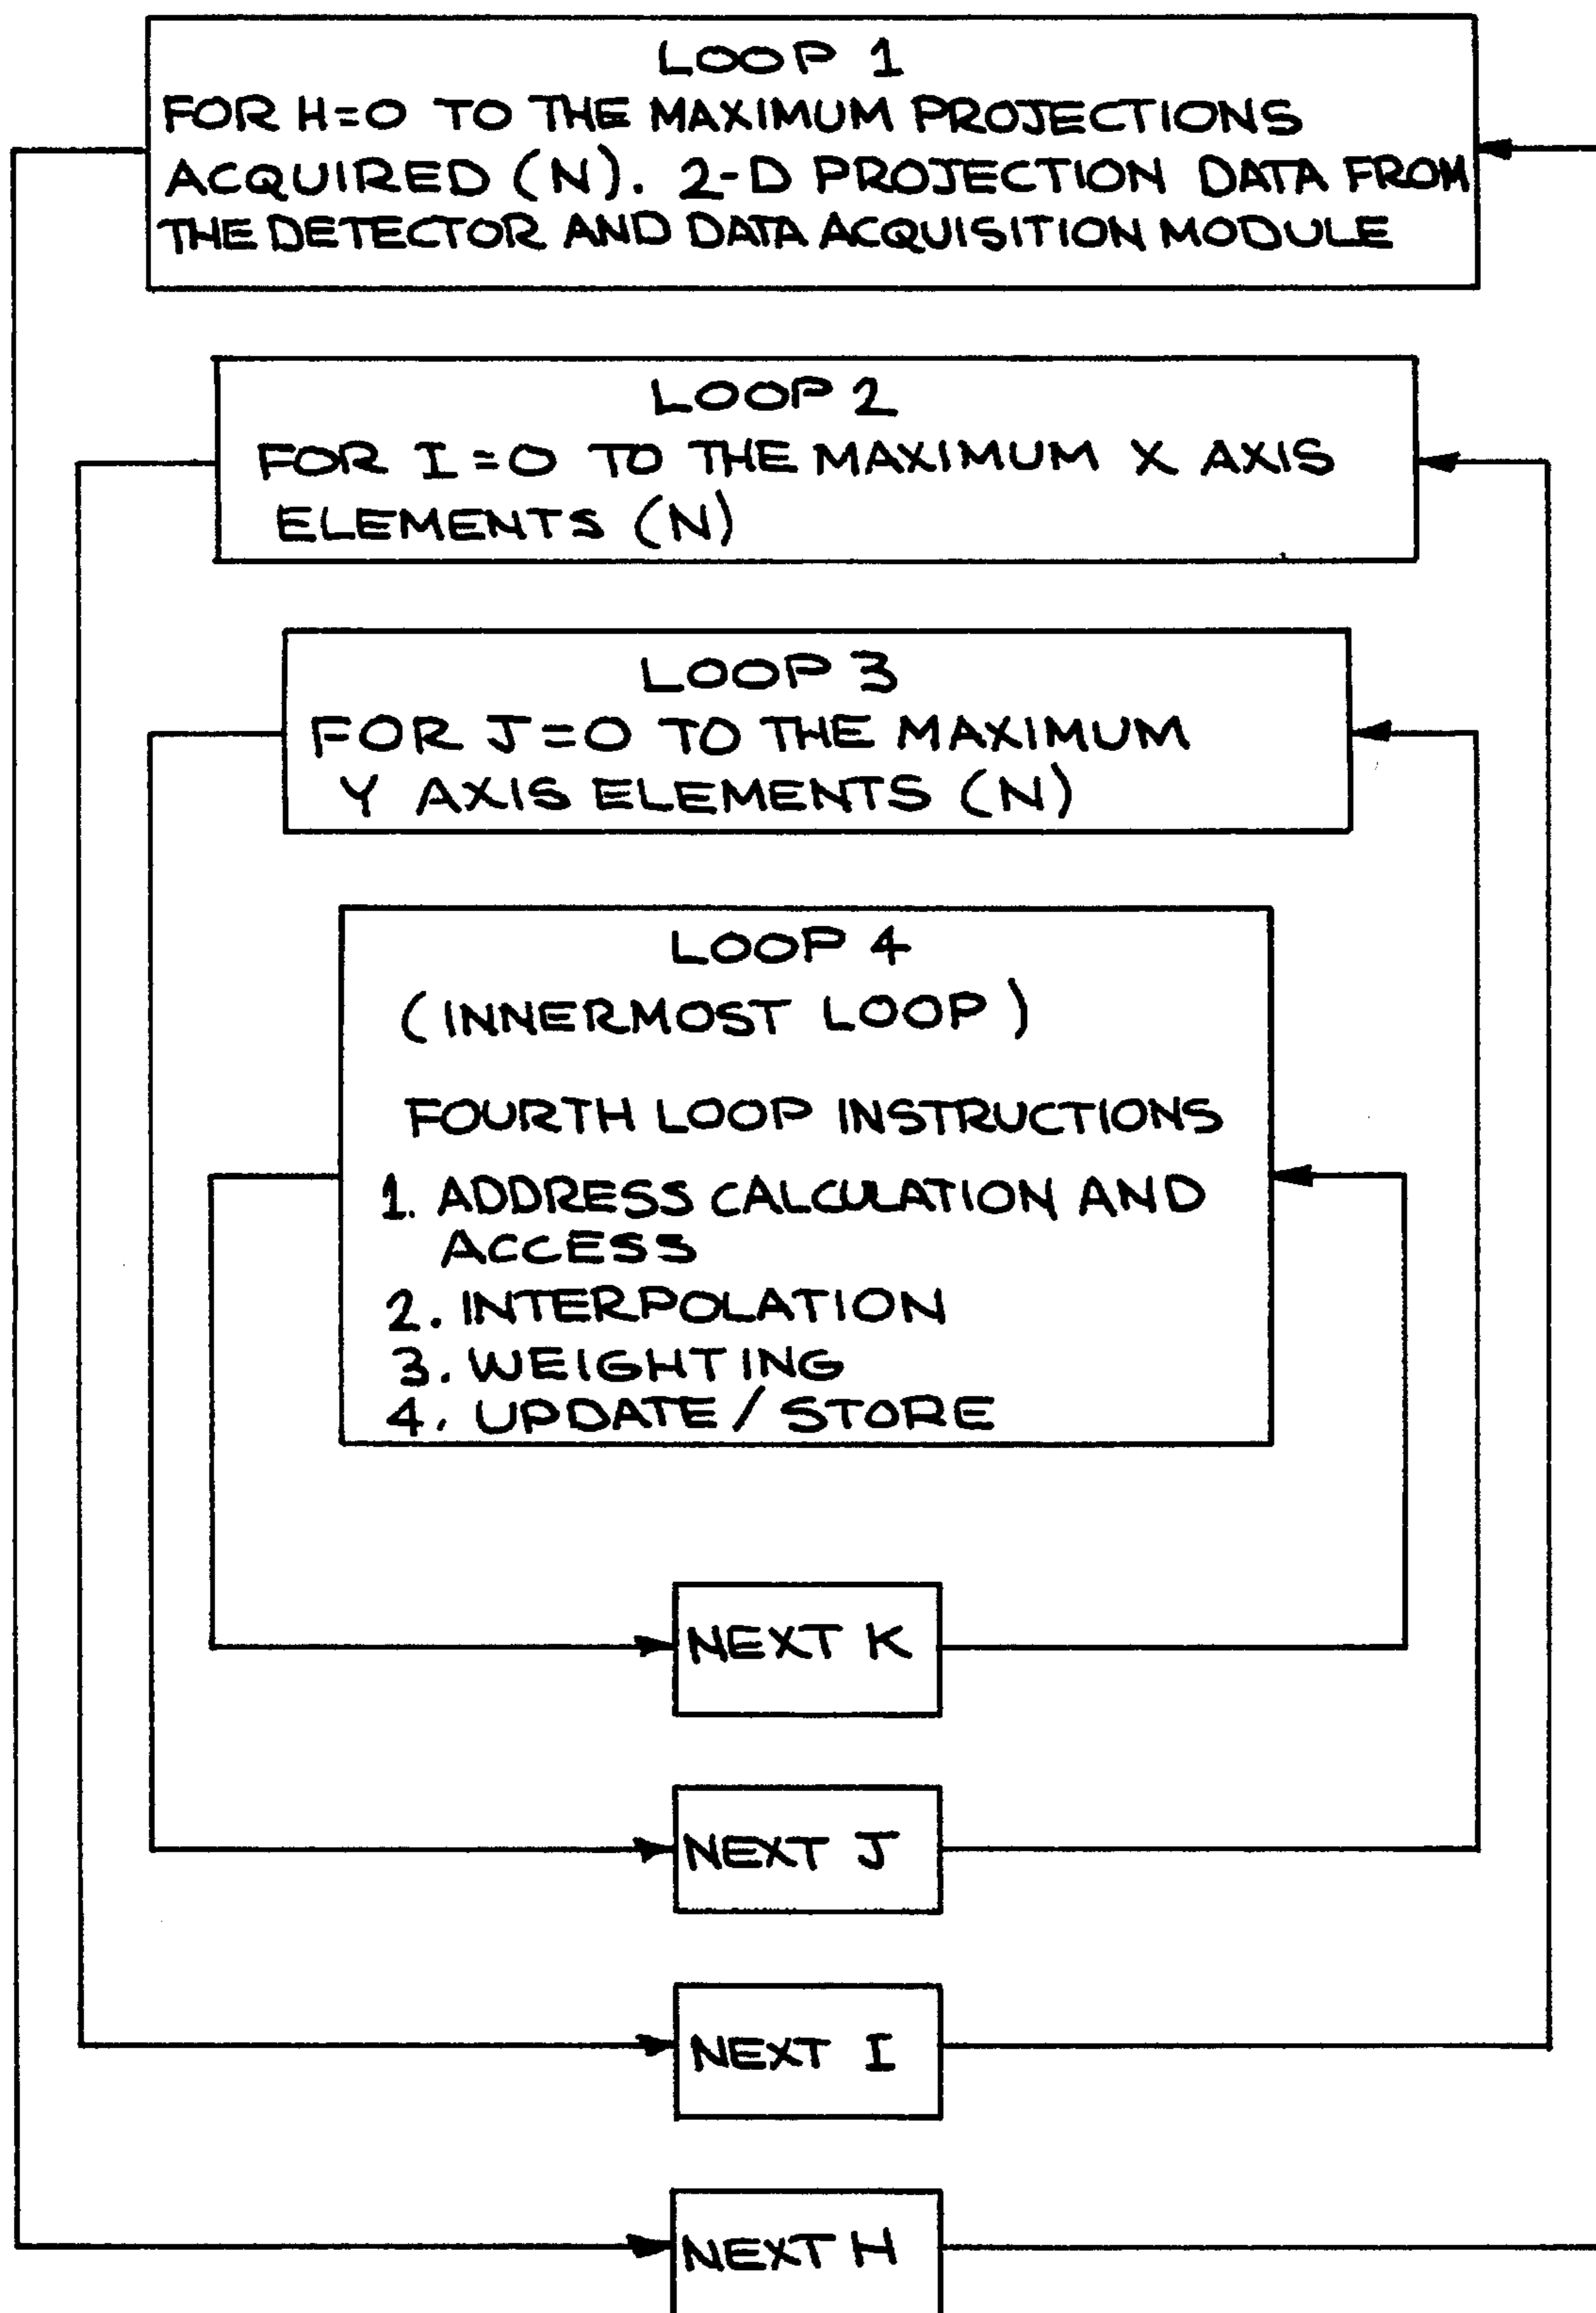 LOOP 1
FOR H=0 TO THE MAXIMUM PROJECTIONS
ACQUIRED (N). 2-D PROJECTION DATA FROM
THE DETECTOR AND DATA ACQUISITION MODULE
LOOP 2
FOR I=0 TO THE MAXIMUM X AXIS
ELEMENTS (N)
LOOP 3
FOR J=0 TO THE MAXIMUM
Y AXIS ELEMENTS (N)
LOOP 4
(INNERMOST LOOP)
FOURTH LOOP INSTRUCTIONS
1. ADDRESS CALCULATION AND
ACCESS
2. INTERPOLATION
3. WEIGHTING
4. UPDATE/STORE
NEXT K
NEXT J
NEXT I
NEXT H